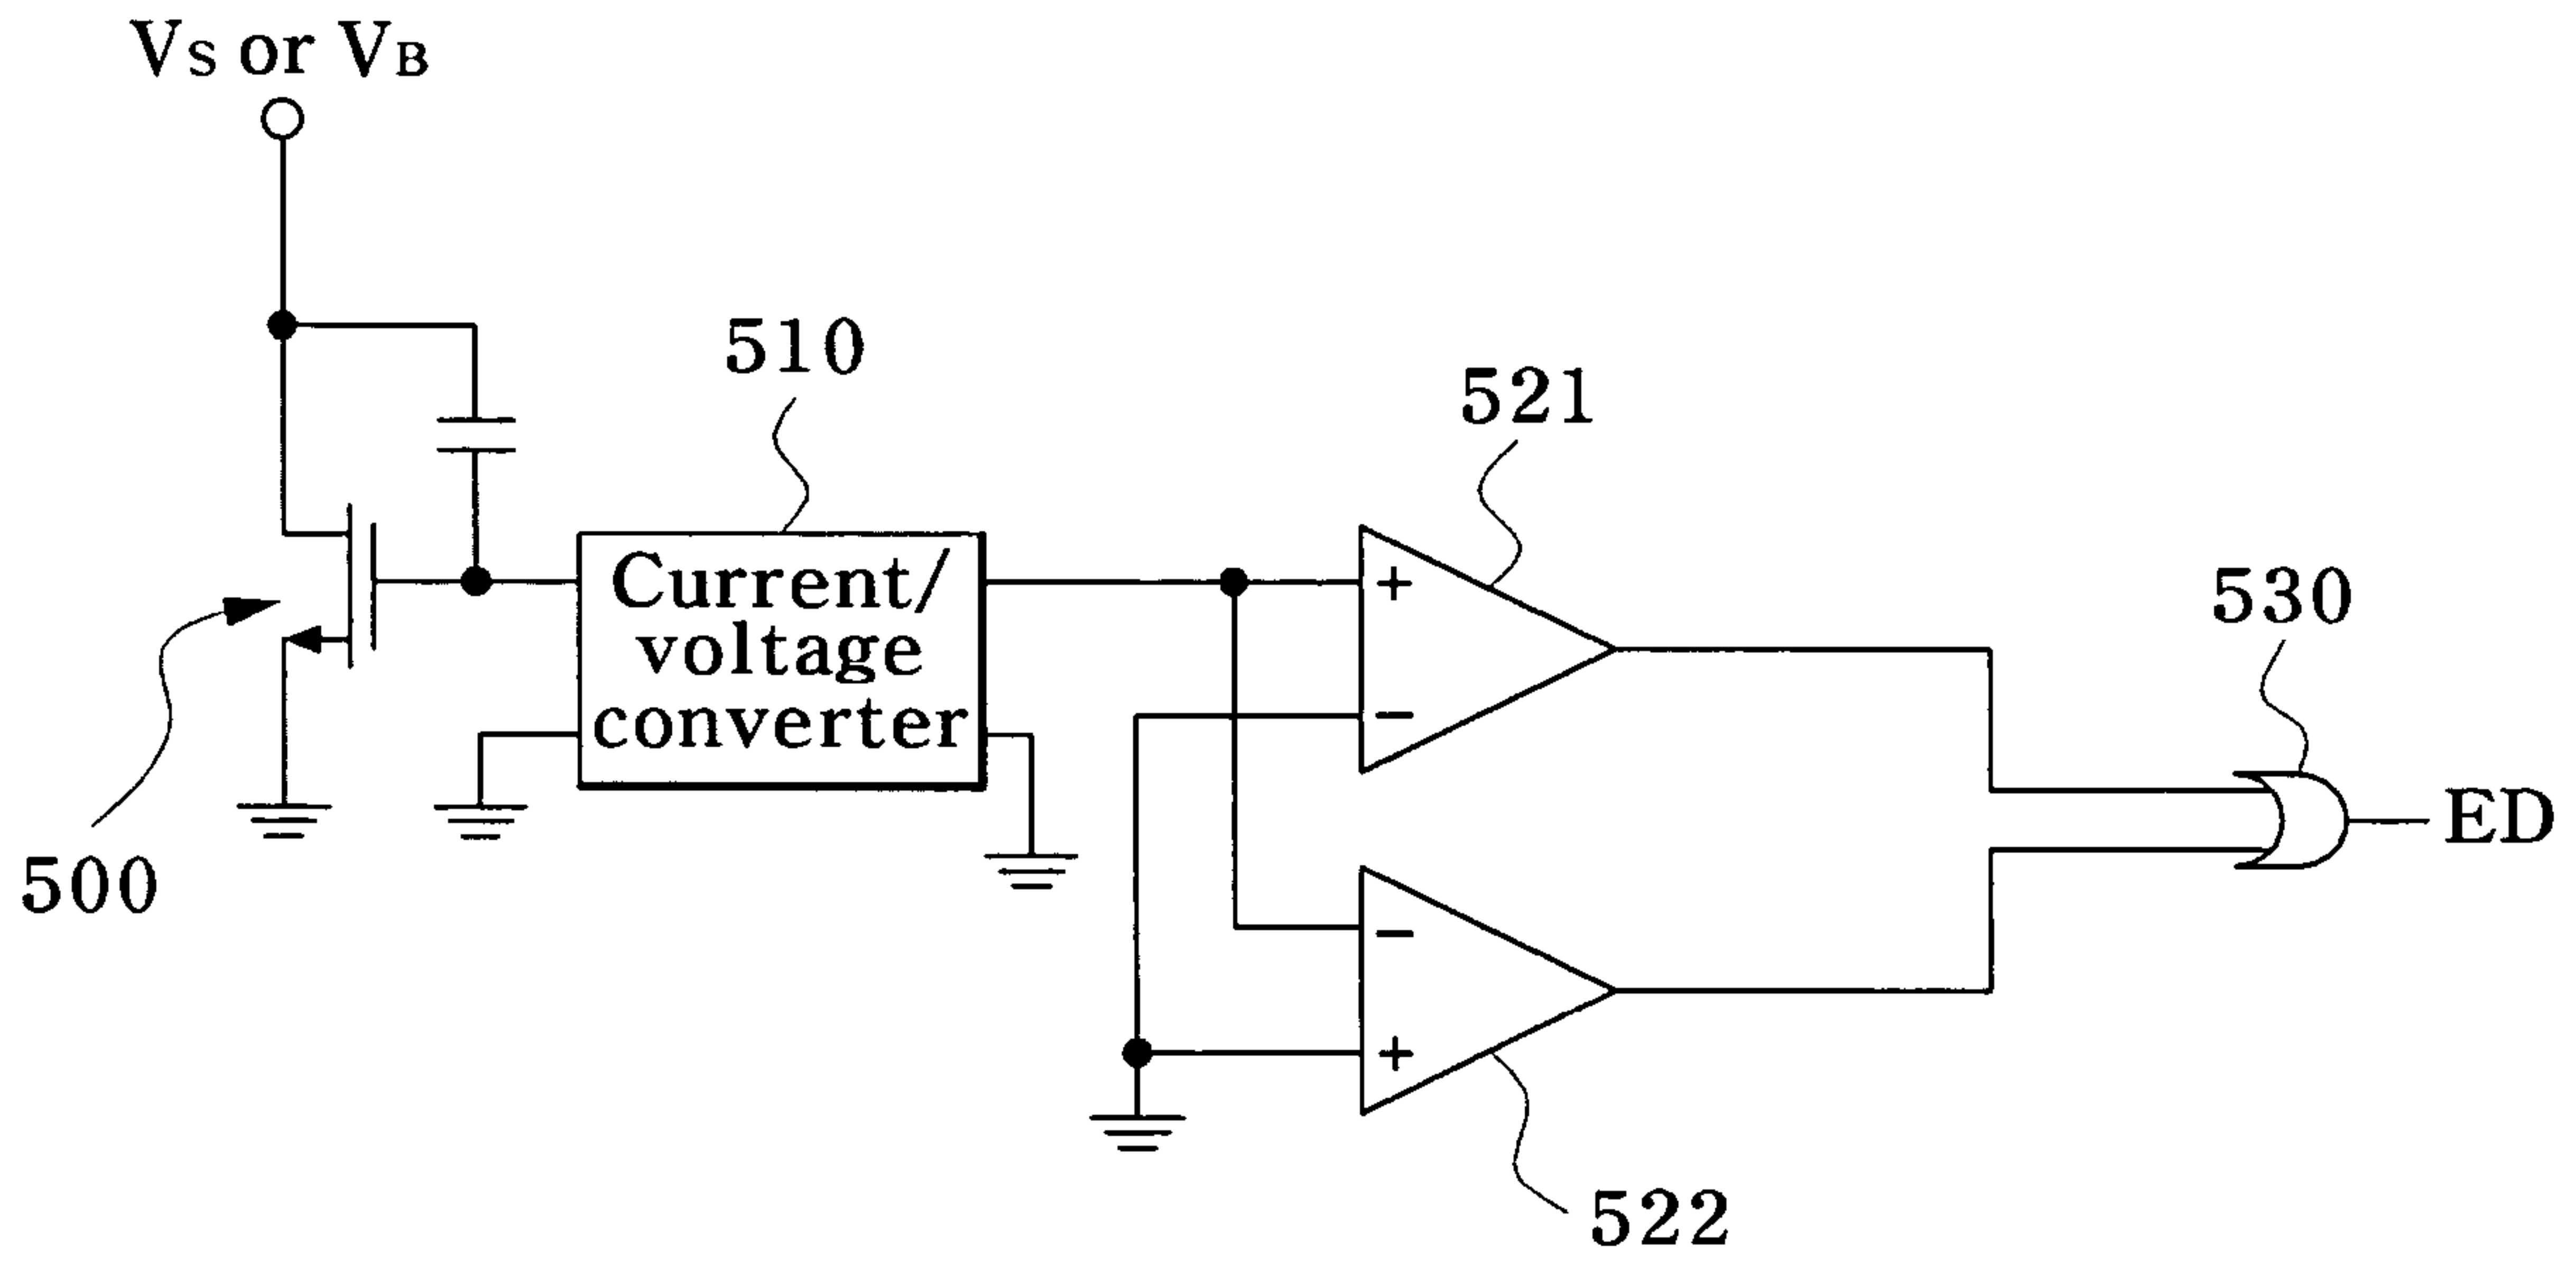 VS or VB
510
521
530
Current/
voltage
converter
+
−
−
+
ED
500
522